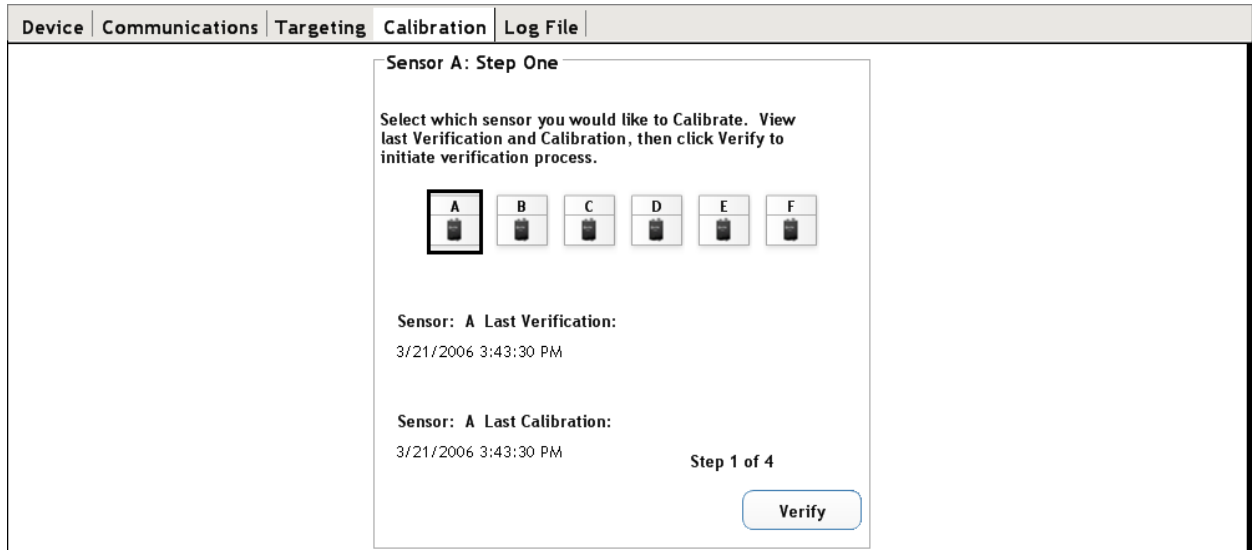 Device Communications Targeting Calibration Log File
Sensor A: Step One
Select which sensor you would like to Calibrate. View
last Verification and Calibration, then click Verify to
initiate verification process.
A B C D E F
Sensor: A Last Verification:
3/21/2006 3:43:30 PM
Sensor: A Last Calibration:
3/21/2006 3:43:30 PM
Step 1 of 4
Verify